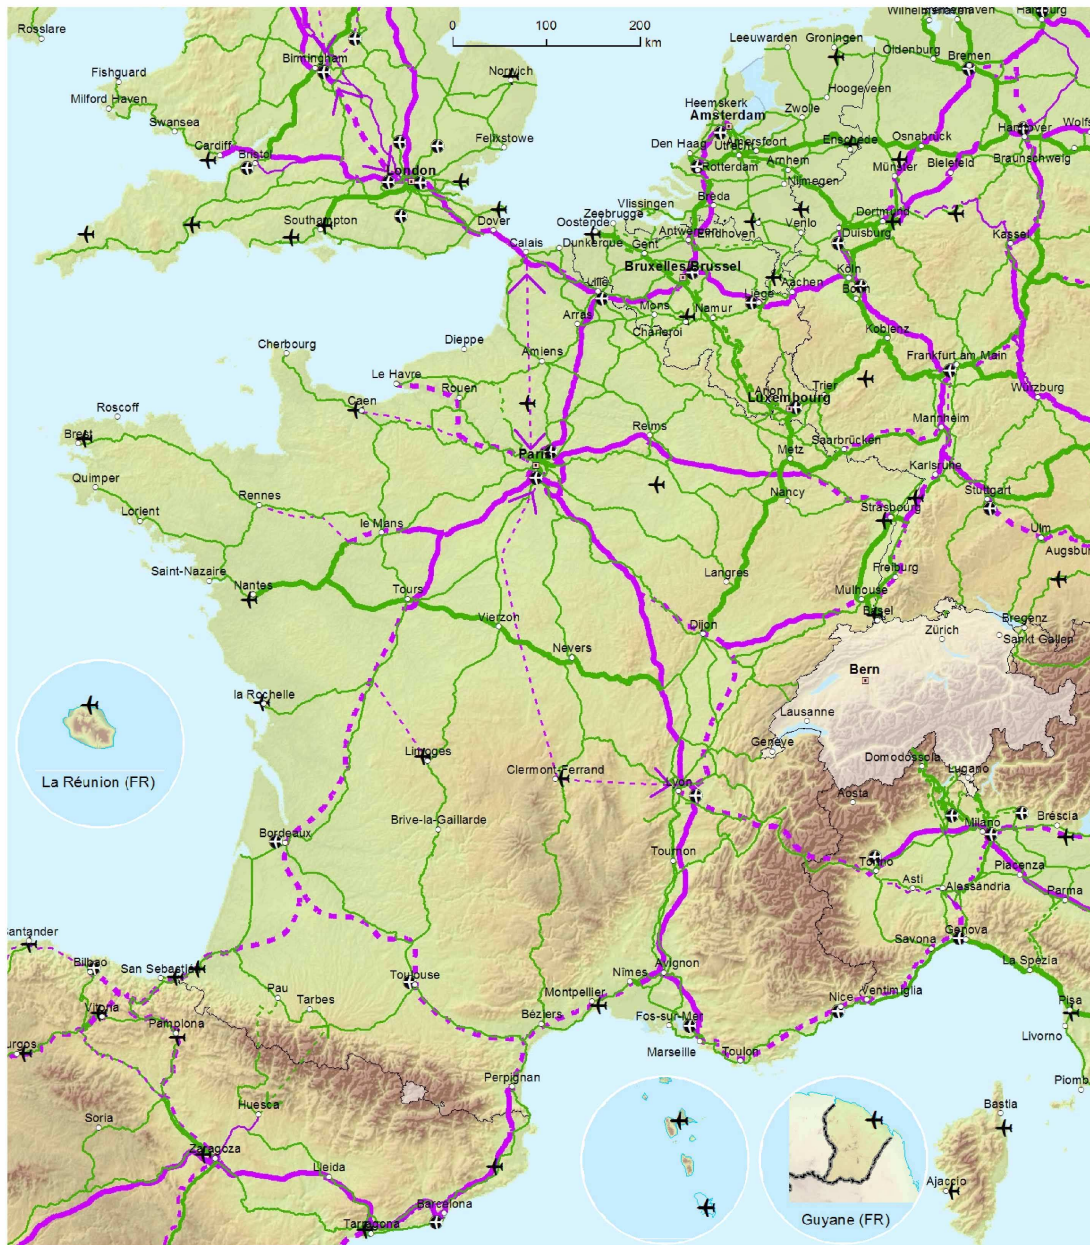 0 100 20
km
Rosslare
Birmingham
Fishguard
Norwich
Milford Haven
Swansea
Cardiff
Bristol
Felixstowe
London
Southampton
Dover
Calais
Leeuwarden
Groningen
Oldenburg
Bremen
Hamburg
Hoogeveen
Heemskerk
Amsterdam
Zwolle
Den Haag
Amersfoort
Utrecht
Enschede
Osnabrück
Hannover
Wolfs
Rotterdam
Arnhem
Bielefeld
Braunschweig
Münster
Nijmegen
Breda
Vlissingen
Zeebrugge
Oostende
Venlo
Dortmund
Duisburg
Antwerpen
Eindhoven
Dunkerque
Gent
Kassel
Bruxelles/Brussel
Köln
Aachen
Bonn
Lille
Liège
Mons
Namur
Arras
Charleroi
Koblenz
Dieppe
Cherbourg
Amiens
Frankfurt am Main
Le Havre
Rouen
Trier
Arlon
Luxembourg
Würzburg
Caen
Roscoff
Brest
Mannheim
Reims
Saarbrücken
Paris
Metz
Karlsruhe
Quimper
Rennes
Nancy
Stuttgart
Lorient
Strasbourg
le Mans
Ulm
Augsbur
Saint-Nazaire
Nantes
Langres
Freiburg
Tours
Mulhouse
Basel
Vierzon
Dijon
Bregenz
Zürich
Sankt Gallen
Nevers
Bern
la Rochelle
Lausanne
Limoges
Genève
Clermont-Ferrand
Domodossola
Lugano
La Réunion (FR)
Lyon
Aosta
Brive-la-Gaillarde
Bordeaux
Milano
Brescia
Tournon
Torino
Asti
Piacenza
Alessandria
Parma
Santander
Bilbao
San Sebastian
Avignon
Savona
Genova
La Spezia
Toulouse
Nîmes
Pau
Tarbes
Montpellier
Nice
Ventimiglia
Pisa
Vitoria
Béziers
Fos-sur-Mer
Pamplona
Livorno
urgos
Marseille
Toulon
Perpignan
Piomb
Huesca
Soria
Bastia
Zaragoza
Lleida
Ajaccio
Barcelona
Tarragona
Guyane (FR)